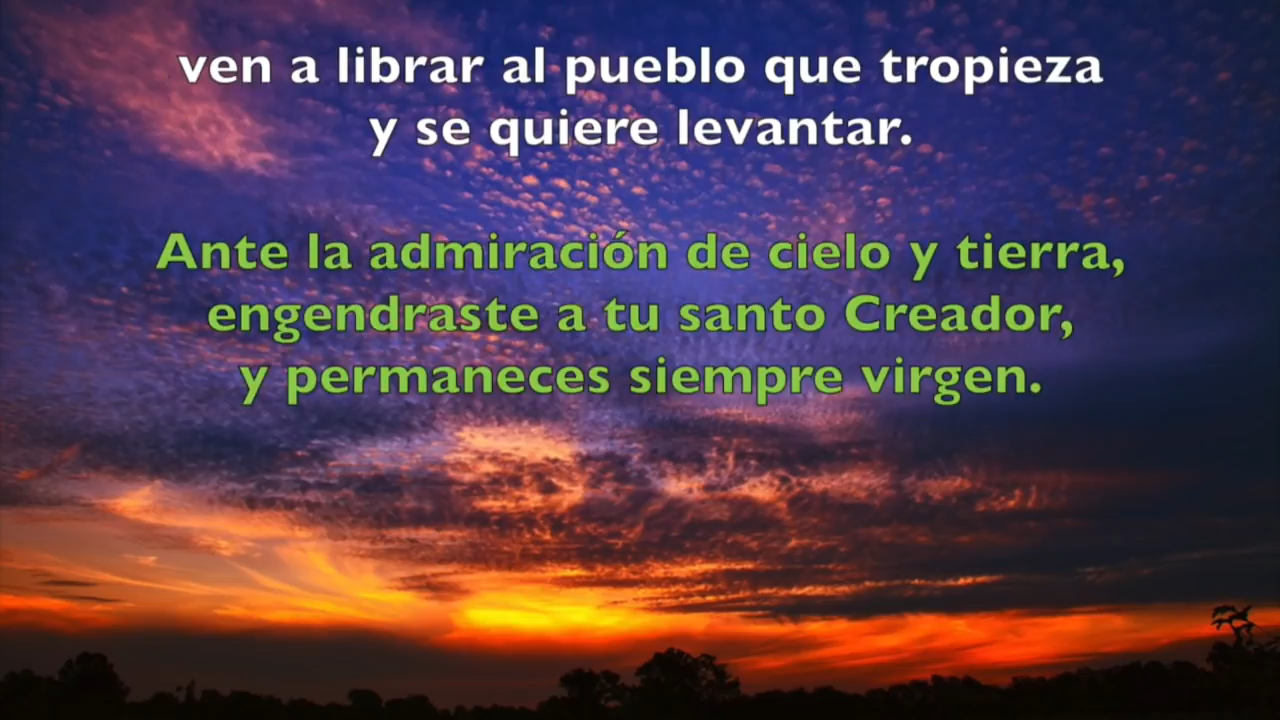 ven a librar al pueblo que tropieza
y se quiere levantar.
Ante la admiración de cielo y tierra,
engendraste a tu santo Creador,
y permaneces siempre virgen.